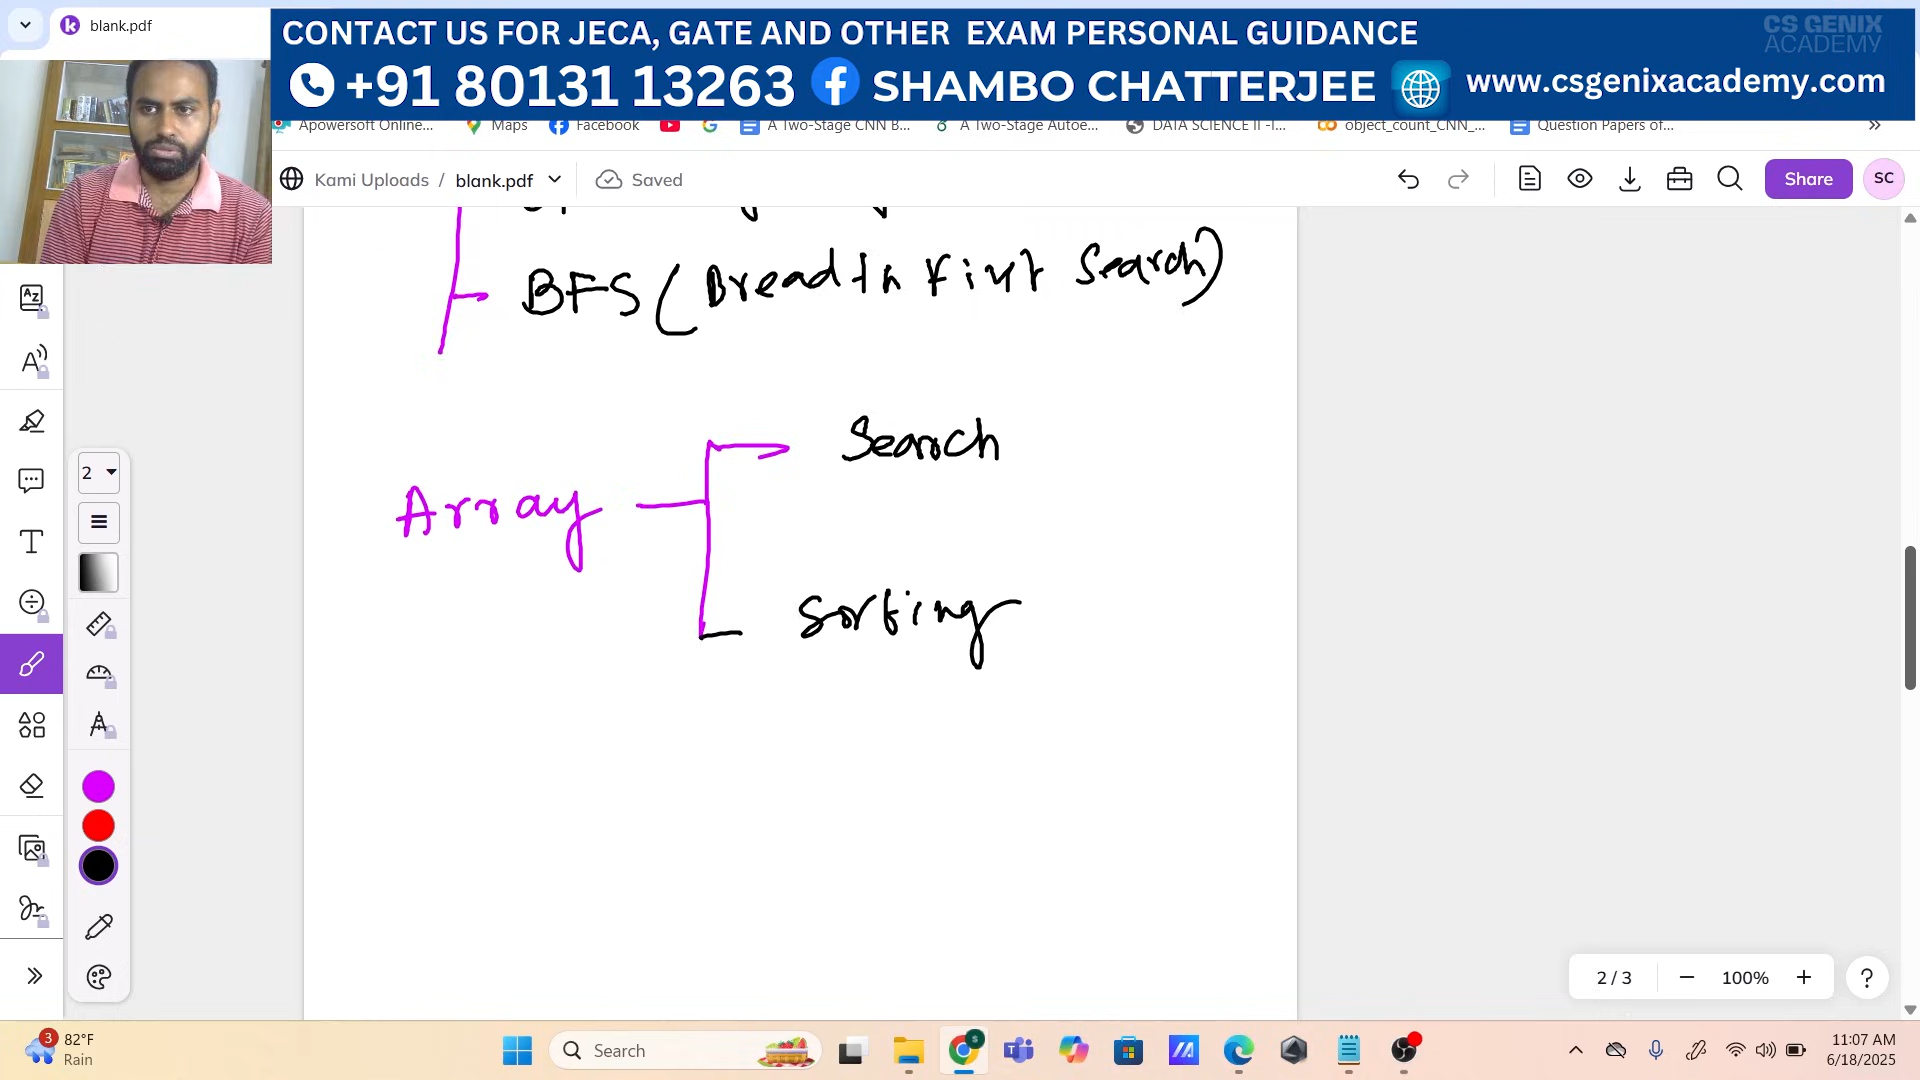 blank.pdf
CONTACT US FOR JECA, GATE AND OTHER EXAM PERSONAL GUIDANCE
CS GENIX
ACADEMY
+91 80131 13263 SHAMBO CHATTERJEE www.csgenixacademy.com
Apowersoft Online... Maps Facebook A Two-Stage CNN B... A Two-Stage Autoe... DATA SCIENCE II -I... object_count_CNN_... Question Papers of...
Kami Uploads / blank.pdf Saved Share SC
BFS (Breadth First Search)
Search
Array
Sorting
2
2 / 3 100%
3 82°F
Rain
Search
11:07 AM
6/18/2025